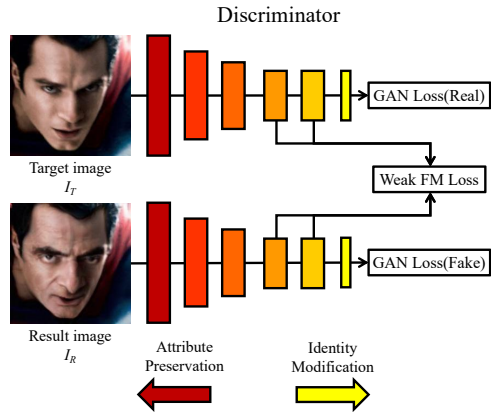 Discriminator
GAN Loss(Real)
Target image
I_T
Weak FM Loss
GAN Loss(Fake)
Result image
I_R
Attribute
Preservation
Identity
Modification